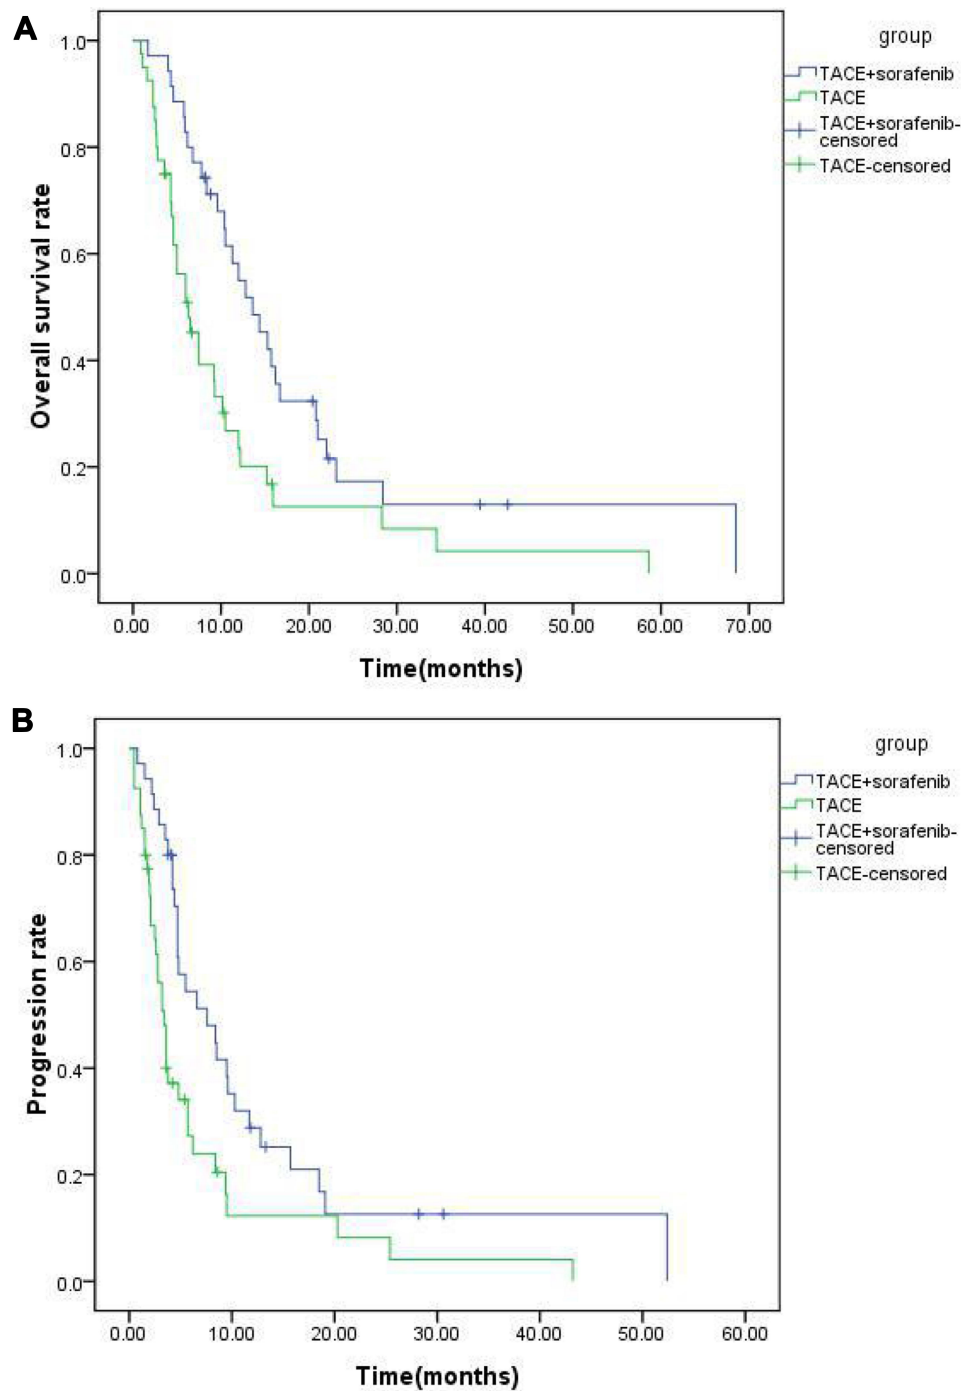 A
group
TACE+sorafenib
TACE
TACE+sorafenib-
censored
TACE-censored
Overall survival rate
1.0
0.8
0.6
0.4
0.2
0.0
0.00 10.00 20.00 30.00 40.00 50.00 60.00 70.00
Time(months)
B
group
TACE+sorafenib
TACE
TACE+sorafenib-
censored
TACE-censored
Progression rate
1.0
0.8
0.6
0.4
0.2
0.0
0.00 10.00 20.00 30.00 40.00 50.00 60.00
Time(months)